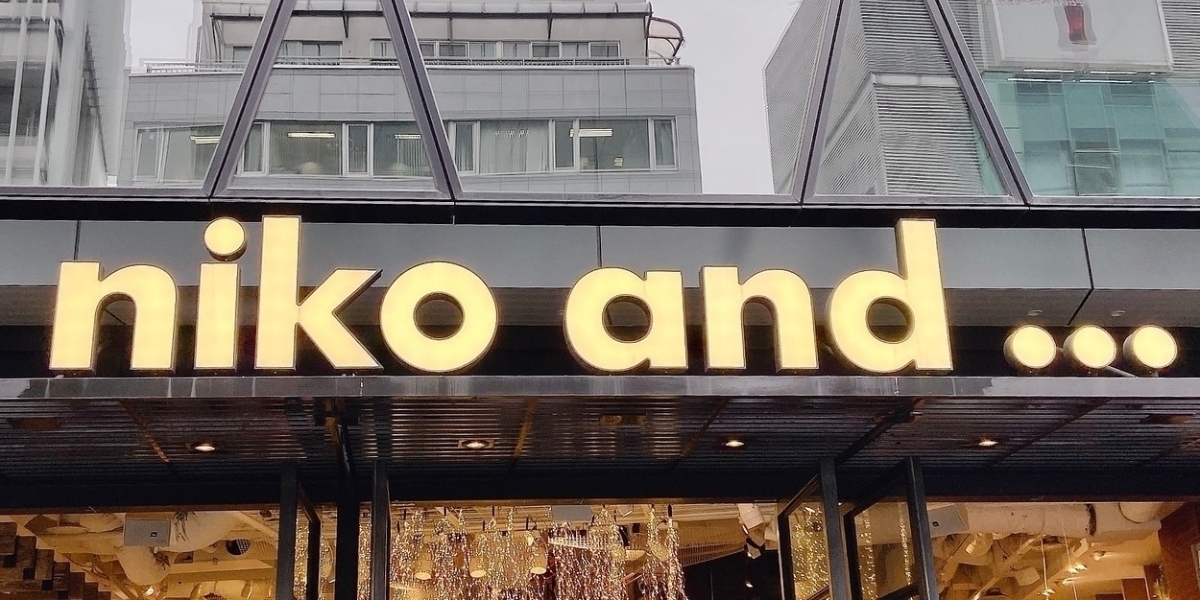 niko and ...